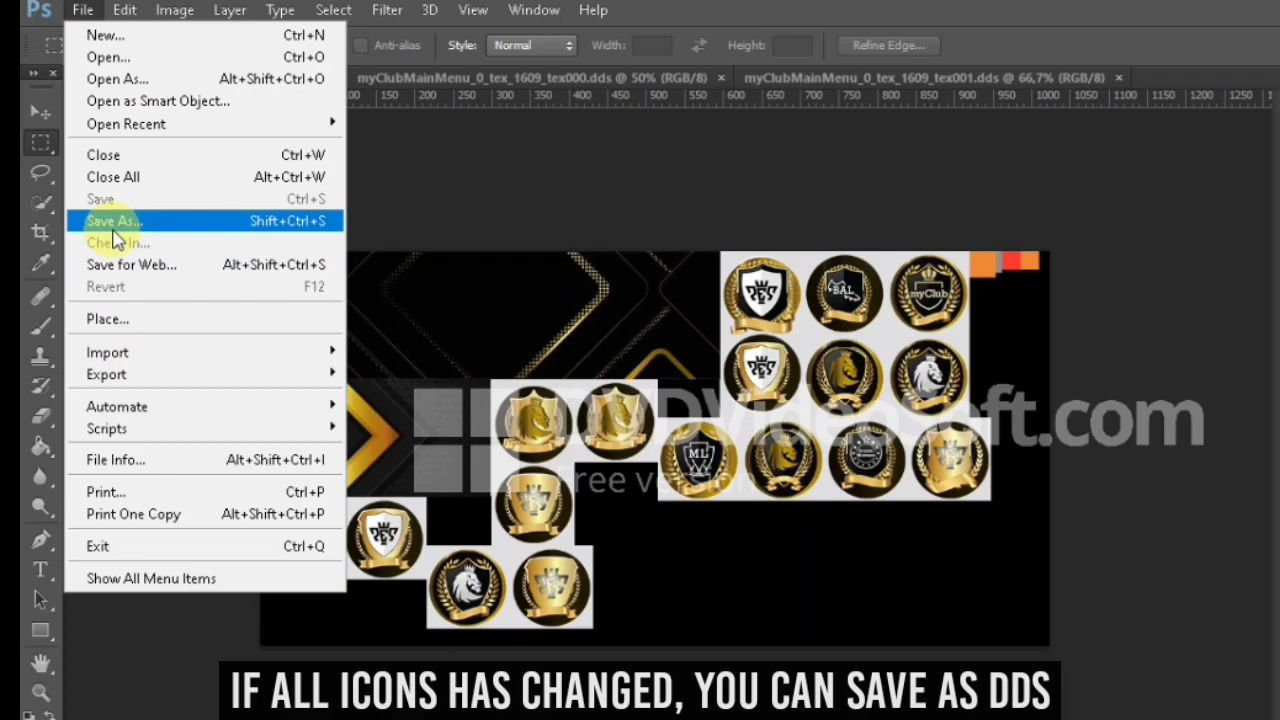 Ps File Edit Image Layer Type Select Filter 3D View Window Help
New... Ctrl+N
Open... Ctrl+O
Open As... Alt+Shift+Ctrl+O
Open as Smart Object...
Open Recent
Close Ctrl+W
Close All Alt+Ctrl+W
Save Ctrl+S
Save As... Shift+Ctrl+S
Check In...
Save for Web... Alt+Shift+Ctrl+S
Revert F12
Place...
Import
Export
Automate
Scripts
File Info... Alt+Shift+Ctrl+I
Print... Ctrl+P
Print One Copy Alt+Shift+Ctrl+P
Exit Ctrl+Q
Show All Menu Items
Anti-alias Style: Normal Width: Height: Refine Edge...
myClubMainMenu_0_tex_1609_tex000.dds @ 50% (RGB/8) × myClubMainMenu_0_tex_1609_tex001.dds @ 66,7% (RGB/8) ×
00 150 200 250 300 350 400 450 500 550 600 650 700 750 800 850 900 950 1000 1050 1100 1150 1200 1250
BAL myClub
ML
DVDVideoSoft.com
Free version
IF ALL ICONS HAS CHANGED, YOU CAN SAVE AS DDS